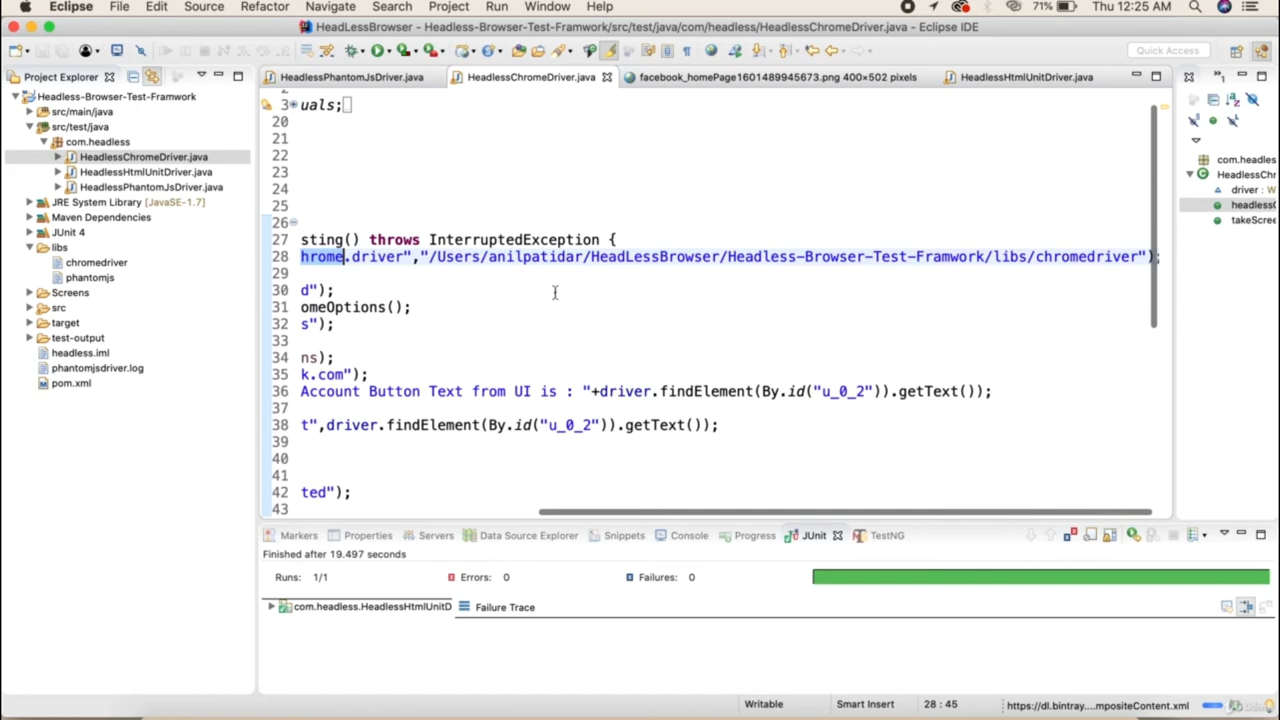 Eclipse File Edit Source Refactor Navigate Search Project Run Window Help 71% Thu 12:25 AM
HeadLessBrowser - Headless-Browser-Test-Framwork/src/test/java/com/headless/HeadlessChromeDriver.java - Eclipse IDE
Quick Access
Project Explorer
Headless-Browser-Test-Framwork
src/main/java
src/test/java
com.headless
HeadlessChromeDriver.java
HeadlessHtmlUnitDriver.java
HeadlessPhantomJsDriver.java
JRE System Library [JavaSE-1.7]
Maven Dependencies
JUnit 4
libs
chromedriver
phantomjs
Screens
src
target
test-output
headless.iml
phantomjsdriver.log
pom.xml
HeadlessPhantomJsDriver.java HeadlessChromeDriver.java facebook_homePage1601489945673.png 400×502 pixels HeadlessHtmlUnitDriver.java
3 uals;
20
21
22
23
24
25
26
27 sting() throws InterruptedException {
28 hrome.driver","/Users/anilpatidar/HeadLessBrowser/Headless-Browser-Test-Framwork/libs/chromedriver");
29
30 d");
31 omeOptions();
32 s");
33
34 ns);
35 k.com");
36 Account Button Text from UI is : "+driver.findElement(By.id("u_0_2")).getText());
37
38 t",driver.findElement(By.id("u_0_2")).getText());
39
40
41
42 ted");
43
com.headles
HeadlessChr
driver : W
headless
takeScree
Markers Properties Servers Data Source Explorer Snippets Console Progress JUnit TestNG
Finished after 19.497 seconds
Runs: 1/1 Errors: 0 Failures: 0
com.headless.HeadlessHtmlUnitD Failure Trace
Writable Smart Insert 28 : 45 https://dl.bintray....mpositeContent.xml